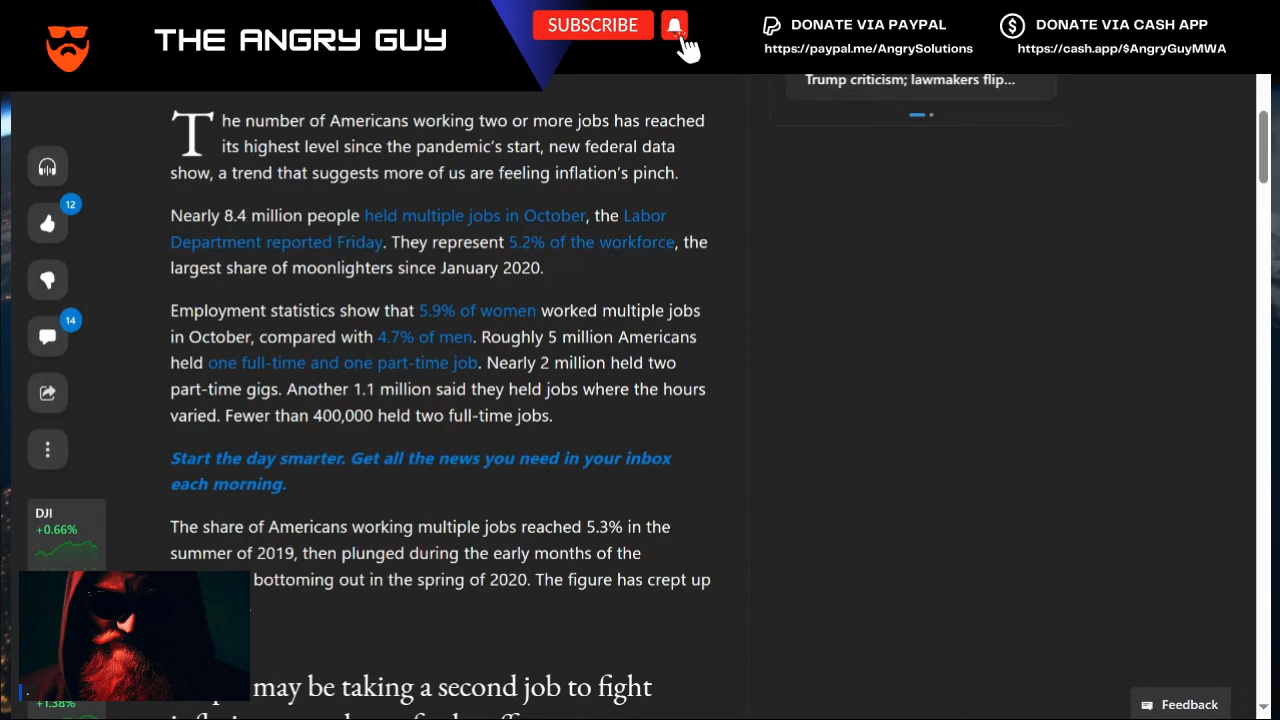 THE ANGRY GUY
SUBSCRIBE
DONATE VIA PAYPAL
https://paypal.me/AngrySolutions
DONATE VIA CASH APP
https://cash.app/$AngryGuyMWA
Trump criticism; lawmakers flip...
The number of Americans working two or more jobs has reached
its highest level since the pandemic's start, new federal data
show, a trend that suggests more of us are feeling inflation's pinch.
12
Nearly 8.4 million people held multiple jobs in October, the Labor
Department reported Friday. They represent 5.2% of the workforce, the
largest share of moonlighters since January 2020.
Employment statistics show that 5.9% of women worked multiple jobs
14
in October, compared with 4.7% of men. Roughly 5 million Americans
held one full-time and one part-time job. Nearly 2 million held two
part-time gigs. Another 1.1 million said they held jobs where the hours
varied. Fewer than 400,000 held two full-time jobs.
Start the day smarter. Get all the news you need in your inbox
each morning.
DJI
+0.66%
The share of Americans working multiple jobs reached 5.3% in the
summer of 2019, then plunged during the early months of the
bottoming out in the spring of 2020. The figure has crept up
may be taking a second job to fight
+1.38%
Feedback